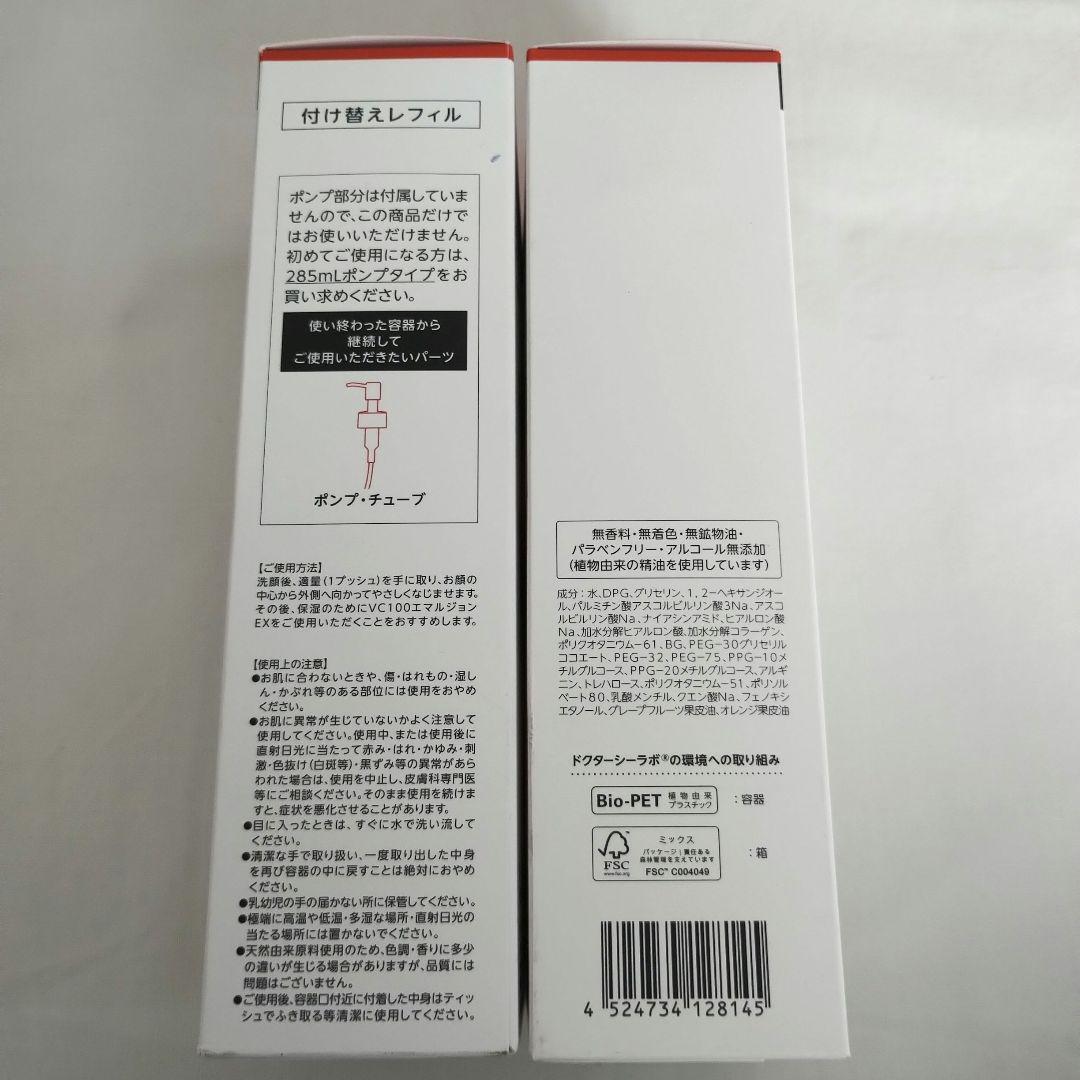 付け替えレフィル
ポンプ部分は付属していま
せんので、この商品だけで
はお使いいただけません。
初めてご使用になる方は、
285mLポンプタイプをお
買い求めください。
使い終わった容器から
継続して
ご使用いただきたいパーツ
ポンプ・チューブ
【ご使用方法】
洗顔後、適量(1プッシュ)を手に取り、お顔の
中心から外側へ向かってやさしくなじませます。
その後、保湿のためにVC100エマルジョン
EXをご使用いただくことをおすすめします。
【使用上の注意】
●お肌に合わないときや、傷・はれもの・湿し
ん・かぶれ等のある部位には使用をおやめ
ください。
●お肌に異常が生じていないかよく注意して
使用してください。使用中、または使用後に
直射日光に当たって赤み・はれ・かゆみ・刺
激・色抜け(白斑等)・黒ずみ等の異常があら
われた場合は、使用を中止し、皮膚科専門医
等にご相談ください。そのまま使用を続けま
すと、症状を悪化させることがあります。
●目に入ったときは、すぐに水で洗い流して
ください。
●清潔な手で取り扱い、一度取り出した中身
を再び容器の中に戻すことは絶対におやめ
ください。
●乳幼児の手の届かない所に保管してください。
●極端に高温や低温・多湿な場所・直射日光の
当たる場所には置かないでください。
●天然由来原料使用のため、色調・香りに多少
の違いが生じる場合がありますが、品質には
問題はございません。
●ご使用後、容器口付近に付着した中身はティッ
シュでふき取る等清潔に使用してください。
無香料・無着色・無鉱物油・
パラベンフリー・アルコール無添加
(植物由来の精油を使用しています)
成分：水、DPG、グリセリン、1，2－ヘキサンジオー
ル、パルミチン酸アスコルビルリン酸3Na、アスコ
ルビルリン酸Na、ナイアシンアミド、ヒアルロン酸
Na、加水分解ヒアルロン酸、加水分解コラーゲン、
ポリクオタニウム－61、BG、PEG－30グリセリル
ココエート、PEG－32、PEG－75、PPG－10メ
チルグルコース、PPG－20メチルグルコース、アルギ
ニン、トレハロース、ポリクオタニウム－51、ポリソル
ベート80、乳酸メンチル、クエン酸Na、フェノキシ
エタノール、グレープフルーツ果皮油、オレンジ果皮油
ドクターシーラボ®の環境への取り組み
Bio-PET 植物由来 プラスチック ：容器
FSC
www.fsc.org
ミックス
パッケージ｜責任ある
森林管理を支えています
FSC™ C004049
：箱
4 524734 128145